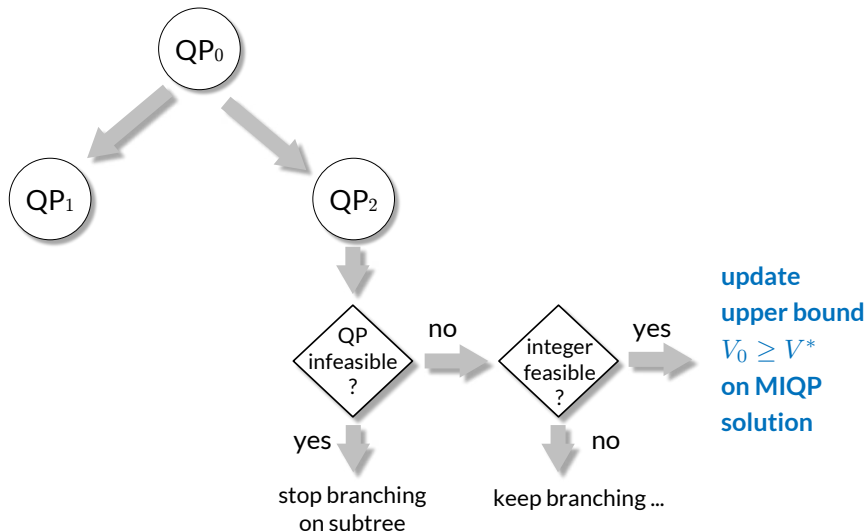 QP₀
QP₁
QP₂
QP
infeasible
?
no
integer
feasible
?
yes
update
upper bound
V₀ ≥ V*
on MIQP
solution
yes
no
stop branching
on subtree
keep branching ...